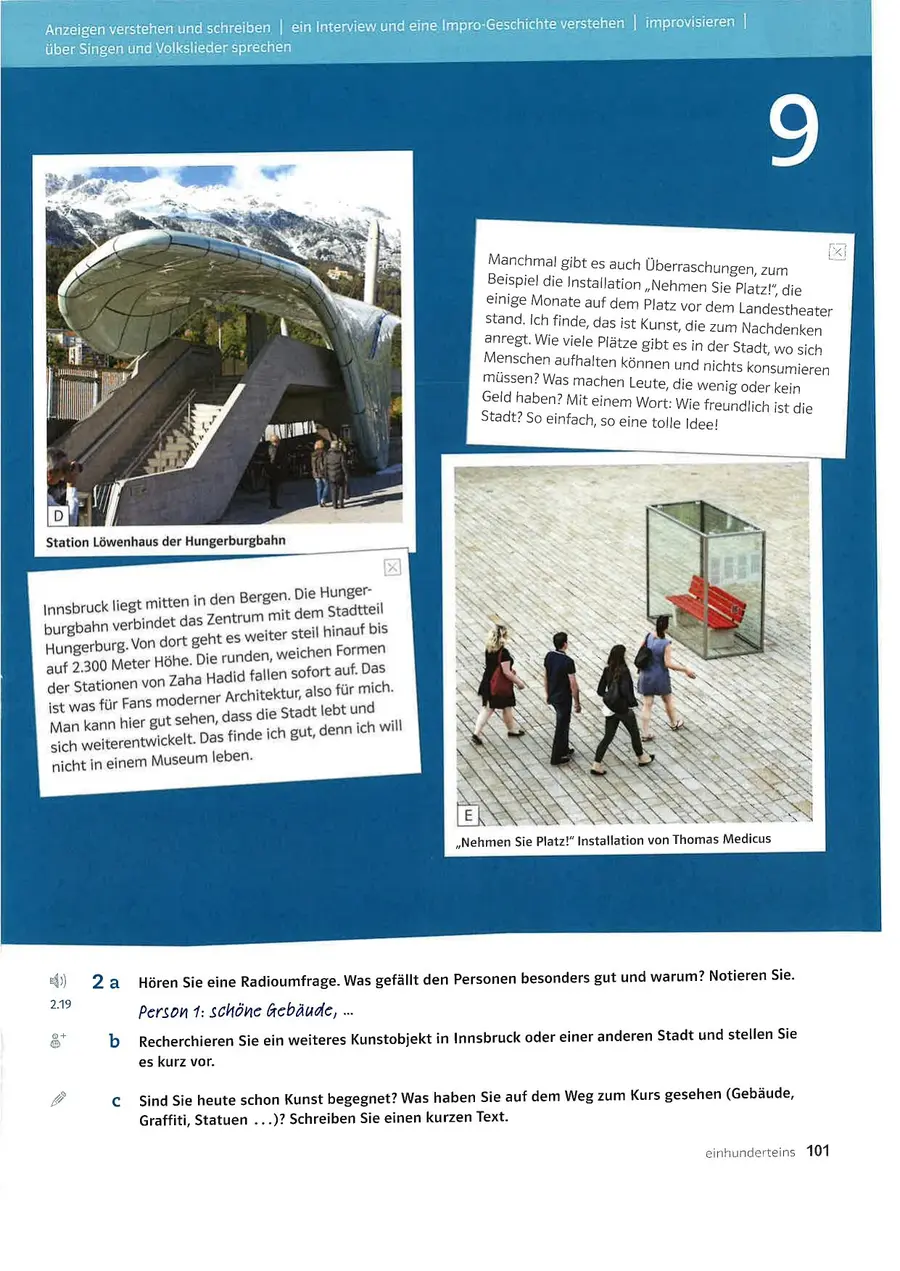 Anzeigen verstehen und schreiben | ein Interview und eine Impro-Geschichte verstehen | improvisieren |
über Singen und Volkslieder sprechen
9
Manchmal gibt es auch Überraschungen, zum
Beispiel die Installation „Nehmen Sie Platz!“, die
einige Monate auf dem Platz vor dem Landestheater
stand. Ich finde, das ist Kunst, die zum Nachdenken
anregt. Wie viele Plätze gibt es in der Stadt, wo sich
Menschen aufhalten können und nichts konsumieren
müssen? Was machen Leute, die wenig oder kein
Geld haben? Mit einem Wort: Wie freundlich ist die
Stadt? So einfach, so eine tolle Idee!
D
Station Löwenhaus der Hungerburgbahn
Innsbruck liegt mitten in den Bergen. Die Hunger-
burgbahn verbindet das Zentrum mit dem Stadtteil
Hungerburg. Von dort geht es weiter steil hinauf bis
auf 2.300 Meter Höhe. Die runden, weichen Formen
der Stationen von Zaha Hadid fallen sofort auf. Das
ist was für Fans moderner Architektur, also für mich.
Man kann hier gut sehen, dass die Stadt lebt und
sich weiterentwickelt. Das finde ich gut, denn ich will
nicht in einem Museum leben.
E
„Nehmen Sie Platz!“ Installation von Thomas Medicus
2 a Hören Sie eine Radioumfrage. Was gefällt den Personen besonders gut und warum? Notieren Sie.
2.19
Person 1: schöne Gebäude, ...
b Recherchieren Sie ein weiteres Kunstobjekt in Innsbruck oder einer anderen Stadt und stellen Sie
es kurz vor.
c Sind Sie heute schon Kunst begegnet? Was haben Sie auf dem Weg zum Kurs gesehen (Gebäude,
Graffiti, Statuen ...)? Schreiben Sie einen kurzen Text.
einhunderteins 101